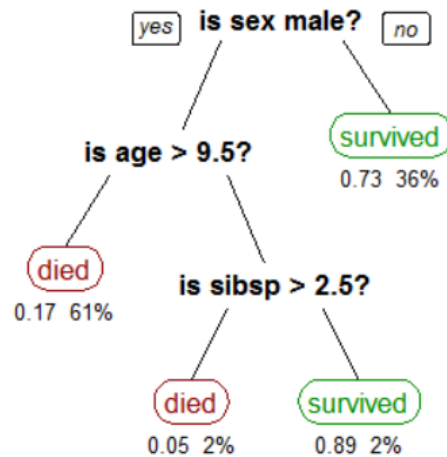 yes is sex male? no
is age > 9.5?
survived
0.73 36%
died
0.17 61%
is sibsp > 2.5?
died survived
0.05 2% 0.89 2%